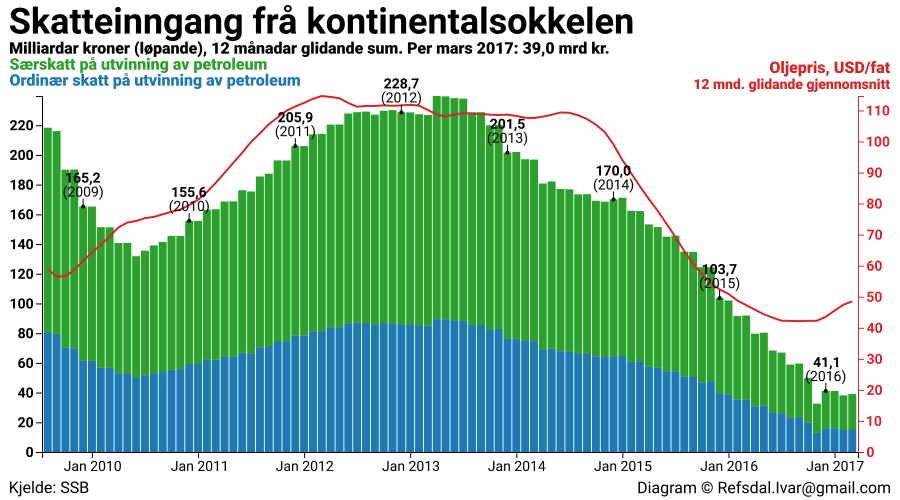 Skatteinngang frå kontinentalsokkelen
Milliardar kroner (løpande), 12 månadar glidande sum. Per mars 2017: 39,0 mrd kr.
Særskatt på utvinning av petroleum
Ordinær skatt på utvinning av petroleum
Oljepris, USD/fat
12 mnd. glidande gjennomsnitt
220
200
180
160
140
120
100
80
60
40
20
0
110
100
90
80
70
60
50
40
30
20
10
0
165,2
(2009)
155,6
(2010)
205,9
(2011)
228,7
(2012)
201,5
(2013)
170,0
(2014)
103,7
(2015)
41,1
(2016)
Jan 2010
Jan 2011
Jan 2012
Jan 2013
Jan 2014
Jan 2015
Jan 2016
Jan 2017
Kjelde: SSB
Diagram © Refsdal.Ivar@gmail.com